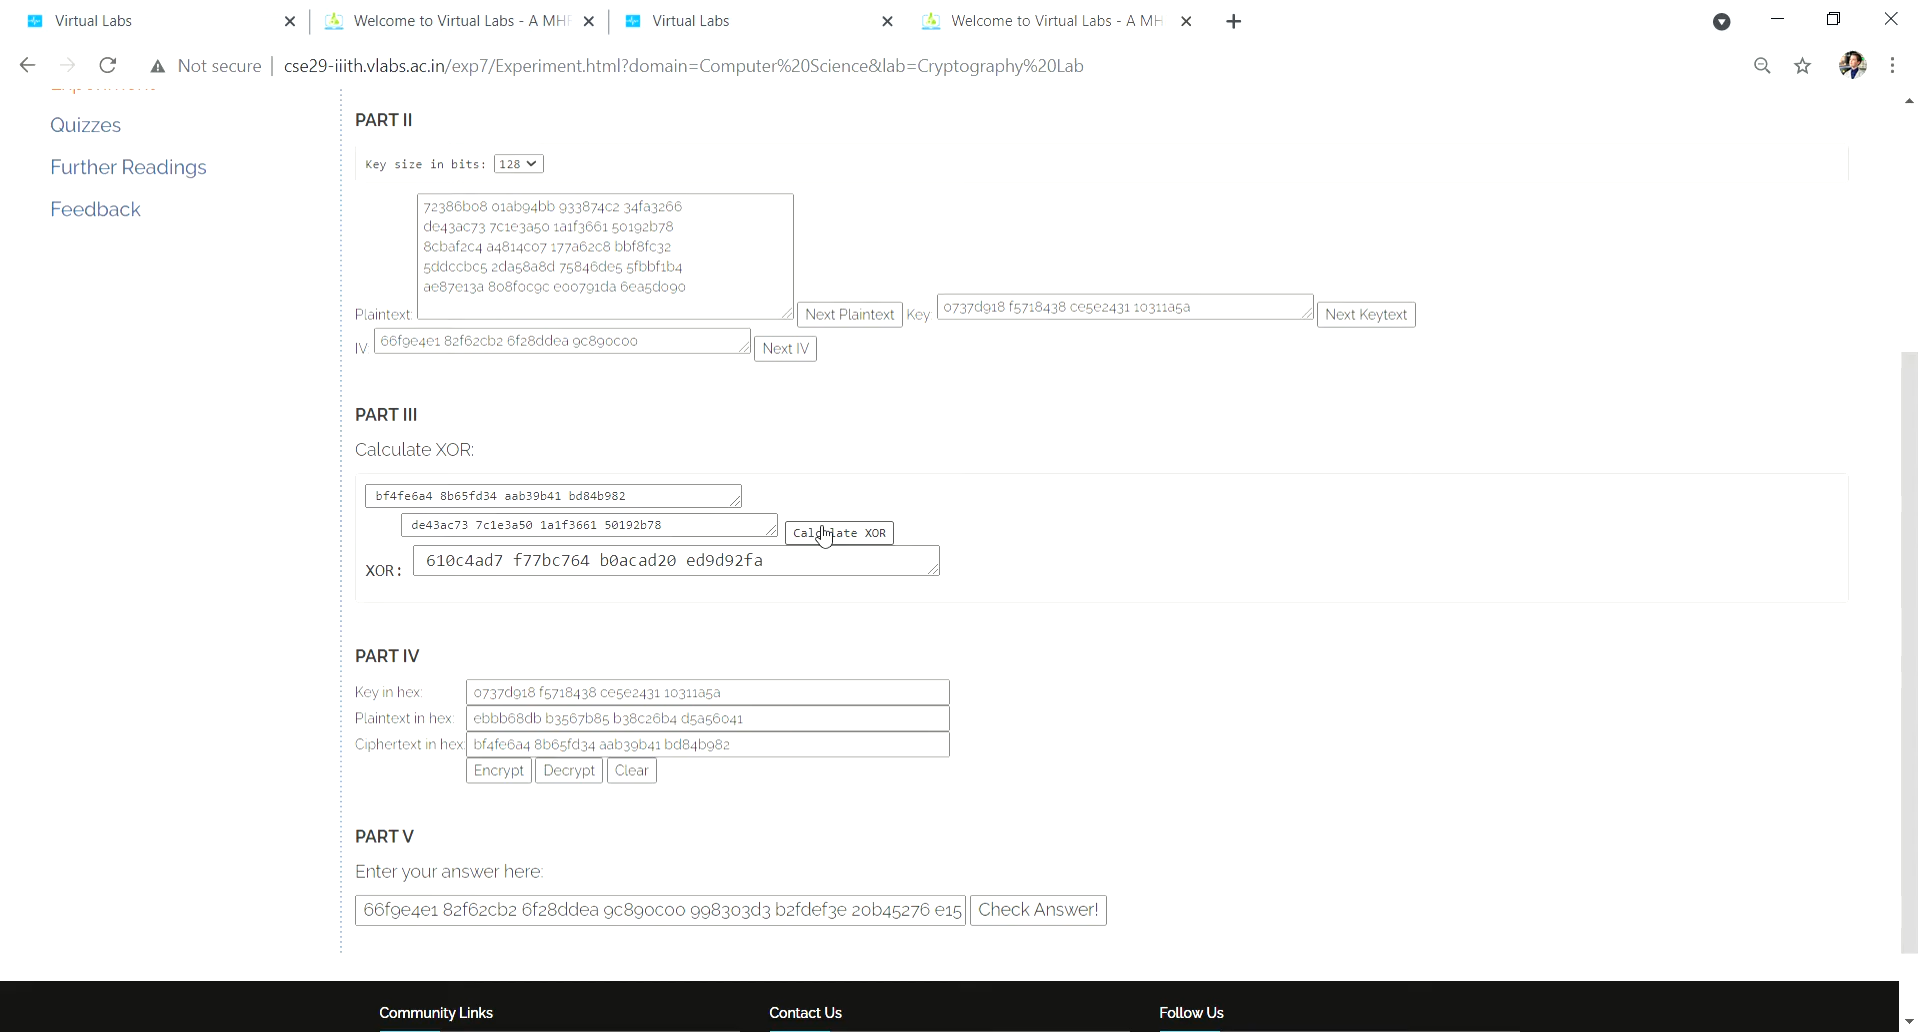 Virtual Labs
Welcome to Virtual Labs - A MHR
Virtual Labs
Welcome to Virtual Labs - A MH
Not secure | cse29-iiith.vlabs.ac.in/exp7/Experiment.html?domain=Computer%20Science&lab=Cryptography%20Lab
Quizzes
Further Readings
Feedback
PART II
Key size in bits: 128
72386b08 01ab94bb 933874c2 34fa3266
de43ac73 7c1e3a50 1a1f3661 50192b78
8cbaf2c4 a4814c07 177a62c8 bbf8fc32
5ddccbc5 2da58a8d 75846de5 5fbbf1b4
ae87e13a 808f0c9c e00791da 6ea5d090
Plaintext: Next Plaintext Key: 0737d918 f5718438 ce5e2431 10311a5a Next Keytext
IV: 66f9e4e1 82f62cb2 6f28ddea 9c890c00 Next IV
PART III
Calculate XOR:
bf4fe6a4 8b65fd34 aab39b41 bd84b982
de43ac73 7c1e3a50 1a1f3661 50192b78 Calculate XOR
XOR: 610c4ad7 f77bc764 b0acad20 ed9d92fa
PART IV
Key in hex: 0737d918 f5718438 ce5e2431 10311a5a
Plaintext in hex: ebbb68db b3567b85 b38c26b4 d5a56041
Ciphertext in hex: bf4fe6a4 8b65fd34 aab39b41 bd84b982
Encrypt Decrypt Clear
PART V
Enter your answer here:
66f9e4e1 82f62cb2 6f28ddea 9c890c00 998303d3 b2fdef3e 20b45276 e15 Check Answer!
Community Links Contact Us Follow Us